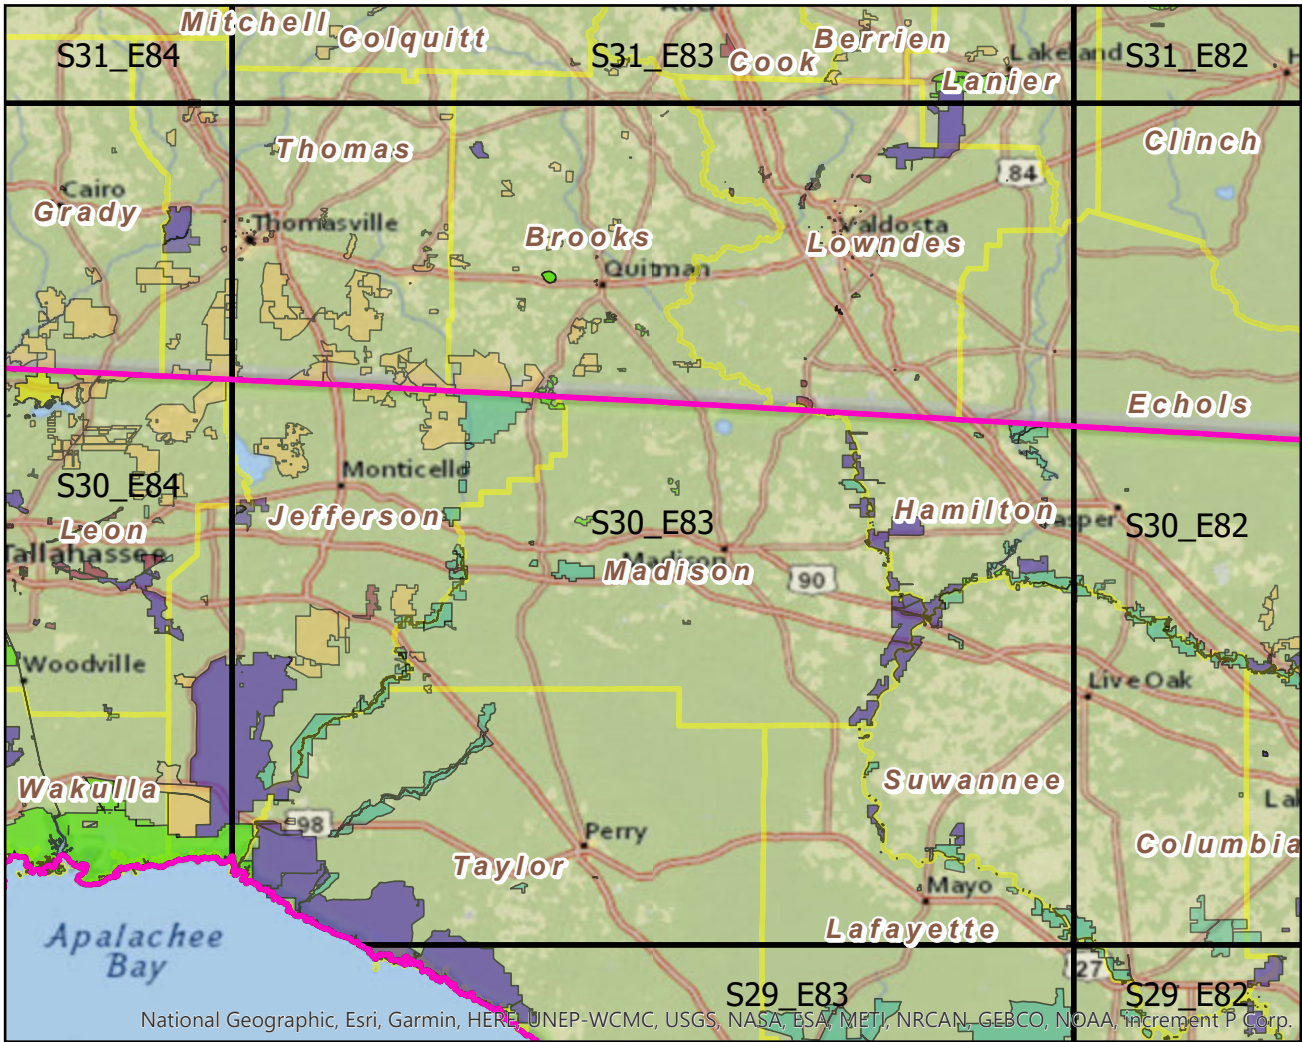 Mitchell
Colquitt
Berrien
Cook
Lakeland
Lanier
S31_E84
S31_E83
S31_E82
Thomas
Clinch
84
Cairo
Grady
Thomasville
Brooks
Valdosta
Lowndes
Quitman
Echols
Monticello
S30_E84
Jefferson
S30_E83
Hamilton
asper
S30_E82
Leon
Tallahassee
Madison
Madison
90
Woodville
Live Oak
Wakulla
Suwannee
98
Perry
Columbia
Taylor
Mayo
Lafayette
Apalachee
Bay
27
S29_E83
S29_E82
National Geographic, Esri, Garmin, HERE, UNEP-WCMC, USGS, NASA, ESA, METI, NRCAN, GEBCO, NOAA, increment P Corp.